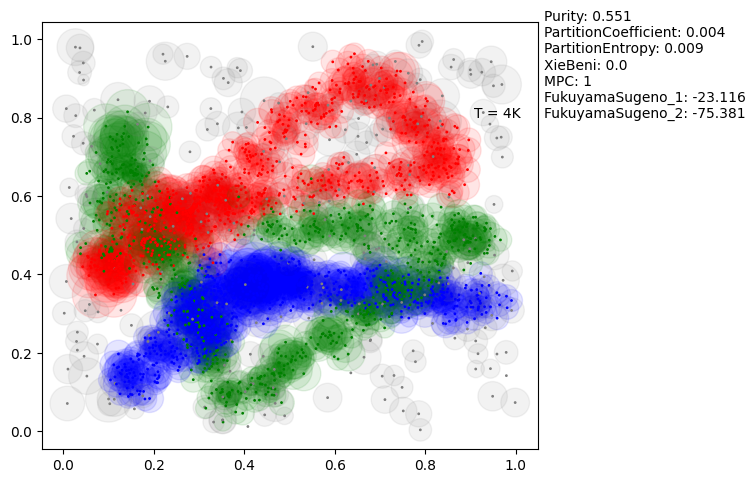 Purity: 0.551
PartitionCoefficient: 0.004
PartitionEntropy: 0.009
XieBeni: 0.0
MPC: 1
FukuyamaSugeno_1: -23.116
FukuyamaSugeno_2: -75.381
T = 4K
1.0
0.8
0.6
0.4
0.2
0.0
0.0 0.2 0.4 0.6 0.8 1.0